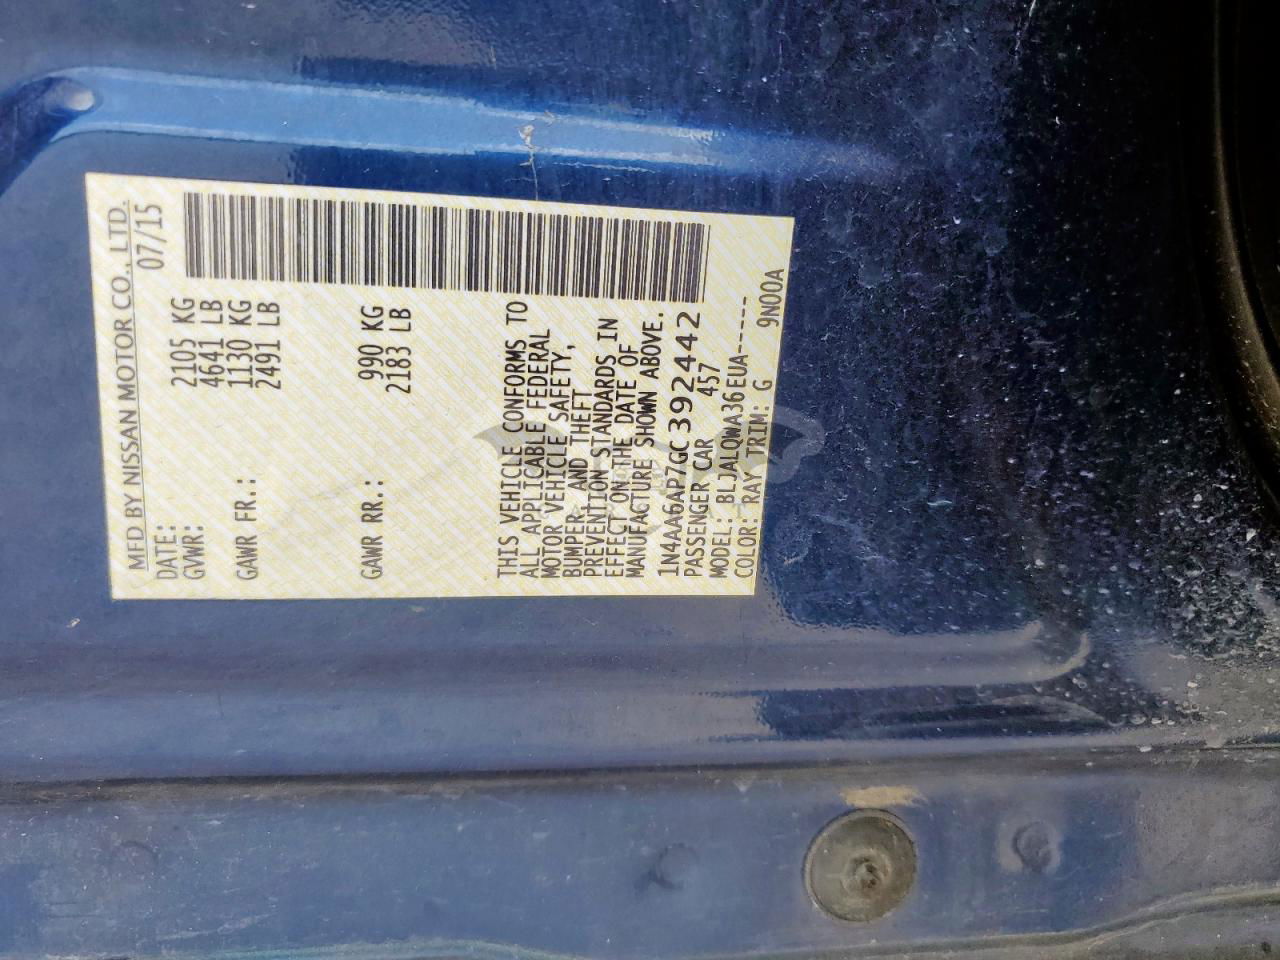 MFD BY NISSAN MOTOR CO., LTD.
DATE: 07/15
GVWR: 2105 KG
4641 LB
GAWR FR.: 1130 KG
2491 LB
GAWR RR.: 990 KG
2183 LB
THIS VEHICLE CONFORMS TO
ALL APPLICABLE FEDERAL
MOTOR VEHICLE SAFETY,
BUMPER, AND THEFT
PREVENTION STANDARDS IN
EFFECT ON THE DATE OF
MANUFACTURE SHOWN ABOVE.
1N4AA6AP7GC392442
PASSENGER CAR 457
MODEL: BLJALQWA36EUA-----
COLOR: RAY TRIM: G 9N00A